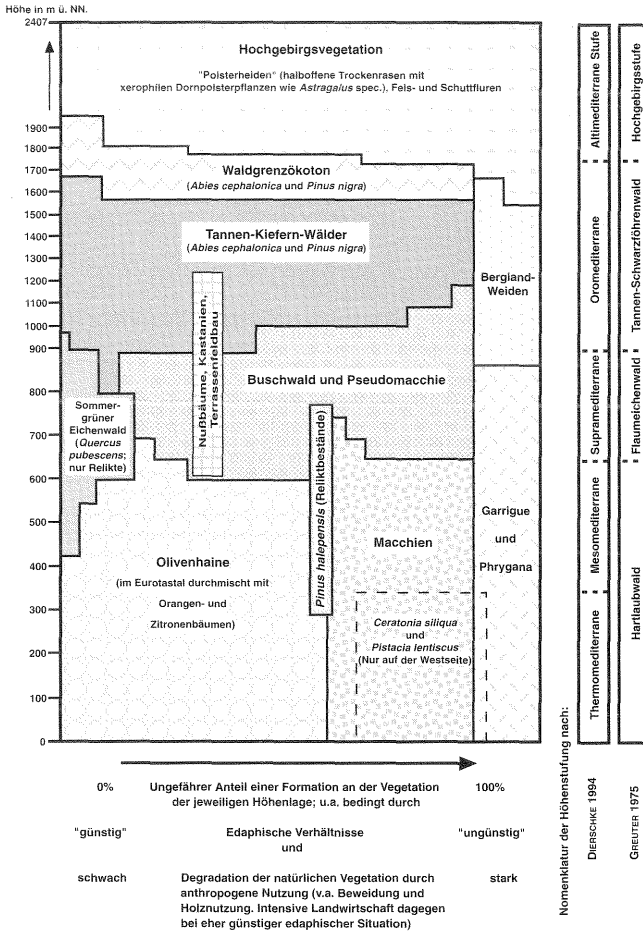 Höhe in m ü. NN.
2407
1900
1800
1700
1600
1500
1400
1300
1200
1100
1000
900
800
700
600
500
400
300
200
100
0
Hochgebirgsvegetation
"Polsterheiden" (halboffene Trockenrasen mit
xerophilen Dornpolsterpflanzen wie Astragalus spec.), Fels- und Schuttfluren
Waldgrenzökoton
(Abies cephalonica und Pinus nigra)
Tannen-Kiefern-Wälder
(Abies cephalonica und Pinus nigra)
Bergland-
Weiden
Nußbäume, Kastanien,
Terrassenfeldbau
Buschwald und Pseudomacchie
Sommer-
grüner
Eichenwald
(Quercus
pubescens;
nur Relikte)
Pinus halepensis (Reliktbestände)
Olivenhaine
(im Eurotastal durchmischt mit
Orangen- und
Zitronenbäumen)
Macchien
Garrigue
und
Phrygana
Ceratonia siliqua
und
Pistacia lentiscus
(Nur auf der Westseite)
Altimediterrane Stufe
Oromediterrane
Supramediterrane
Mesomediterrane
Thermomediterrane
Hochgebirgsstufe
Tannen-Schwarzföhrenwald
Flaumeichenwald
Hartlaubwald
Nomenklatur der Höhenstufung nach:
DIERSCHKE 1994
GREUTER 1975
0%
Ungefährer Anteil einer Formation an der Vegetation
der jeweiligen Höhenlage; u.a. bedingt durch
100%
"günstig"
Edaphische Verhältnisse
und
"ungünstig"
schwach
Degradation der natürlichen Vegetation durch
anthropogene Nutzung (v.a. Beweidung und
Holznutzung. Intensive Landwirtschaft dagegen
bei eher günstiger edaphischer Situation)
stark